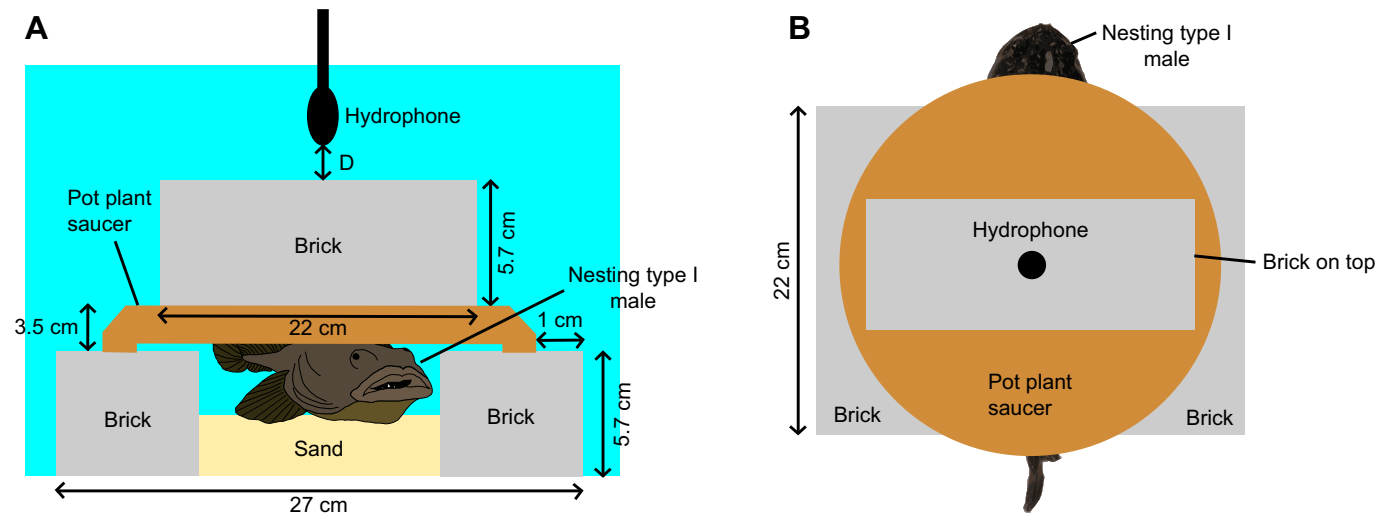 A
Hydrophone
D
Pot plant
saucer
Brick
5.7 cm
Nesting type I
male
3.5 cm
22 cm
1 cm
Brick
Brick
5.7 cm
Sand
27 cm
B
Nesting type I
male
22 cm
Hydrophone
Brick on top
Pot plant
saucer
Brick
Brick